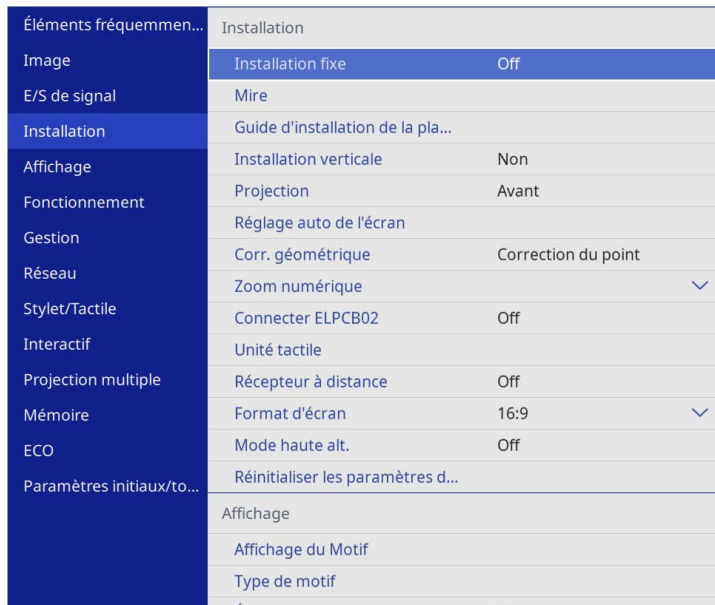 Éléments fréquemmen...
Image
E/S de signal
Installation
Affichage
Fonctionnement
Gestion
Réseau
Stylet/Tactile
Interactif
Projection multiple
Mémoire
ECO
Paramètres initiaux/to...
Installation
Installation fixe Off
Mire
Guide d'installation de la pla...
Installation verticale Non
Projection Avant
Réglage auto de l'écran
Corr. géométrique Correction du point
Zoom numérique
Connecter ELPCB02 Off
Unité tactile
Récepteur à distance Off
Format d'écran 16:9
Mode haute alt. Off
Réinitialiser les paramètres d...
Affichage
Affichage du Motif
Type de motif